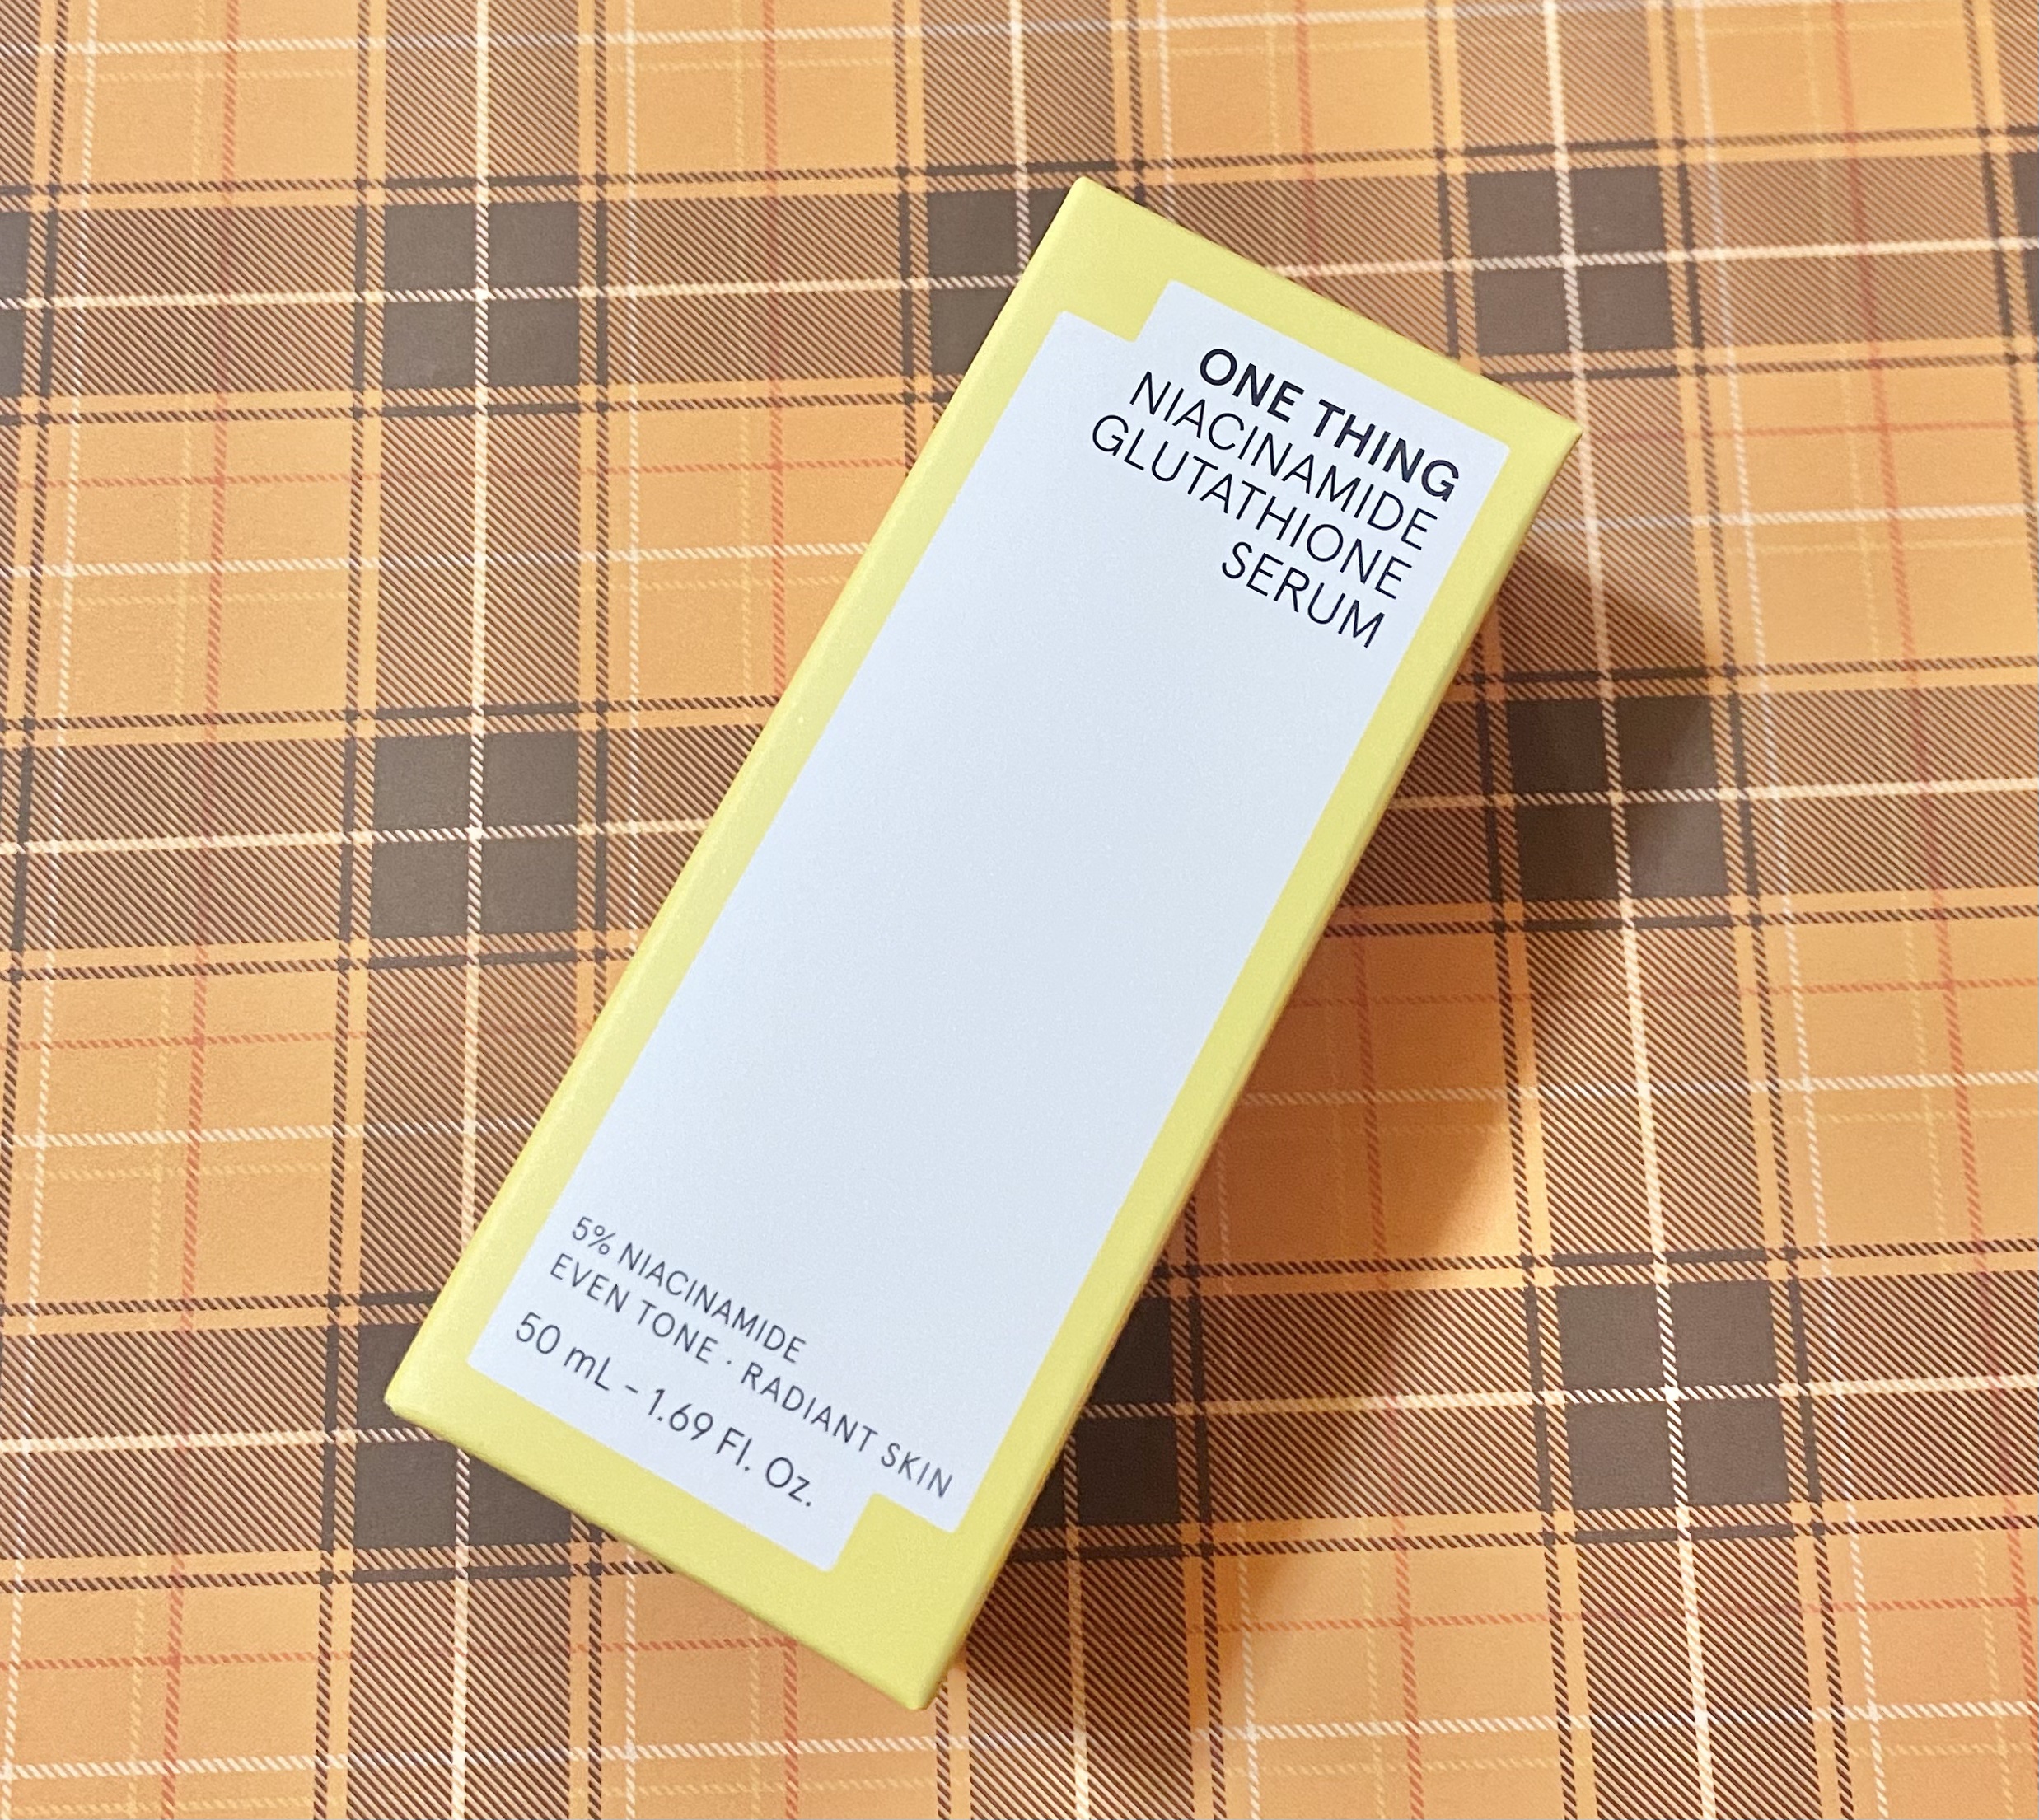 ONE THING
NIACINAMIDE
GLUTATHIONE
SERUM
5% NIACINAMIDE
EVEN TONE · RADIANT SKIN
50 mL - 1.69 Fl. Oz.